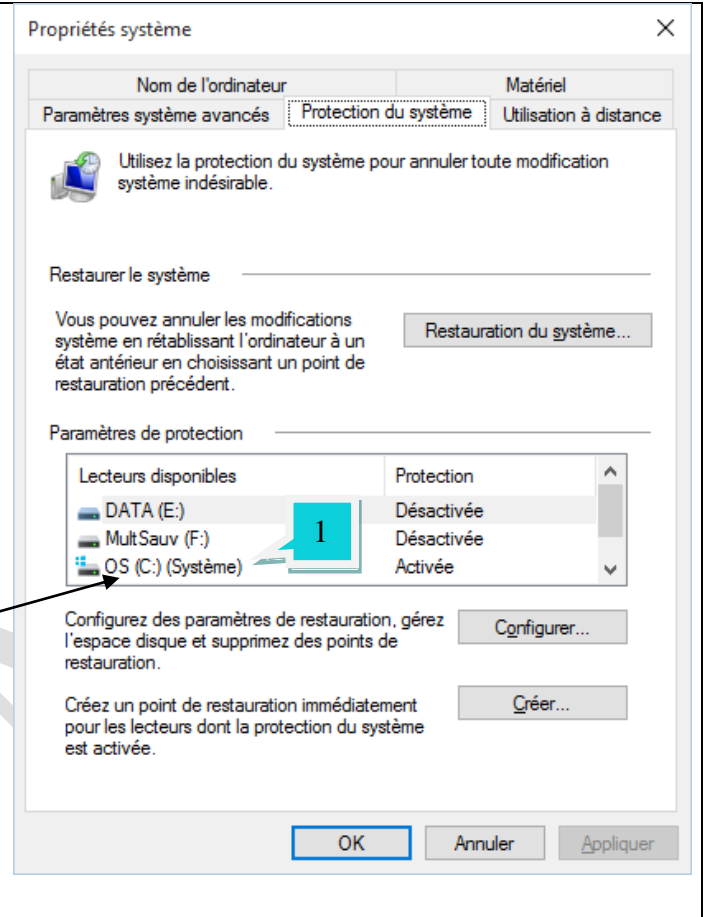 Propriétés système
Nom de l'ordinateur Matériel
Paramètres système avancés Protection du système Utilisation à distance
Utilisez la protection du système pour annuler toute modification
système indésirable.
Restaurer le système
Vous pouvez annuler les modifications
système en rétablissant l'ordinateur à un
état antérieur en choisissant un point de
restauration précédent.
Restauration du système...
Paramètres de protection
Lecteurs disponibles Protection
DATA (E:) Désactivée
MultSauv (F:) Désactivée
1
OS (C:) (Système) Activée
Configurez des paramètres de restauration, gérez
l'espace disque et supprimez des points de
restauration.
Configurer...
Créez un point de restauration immédiatement
pour les lecteurs dont la protection du système
est activée.
Créer...
OK Annuler Appliquer